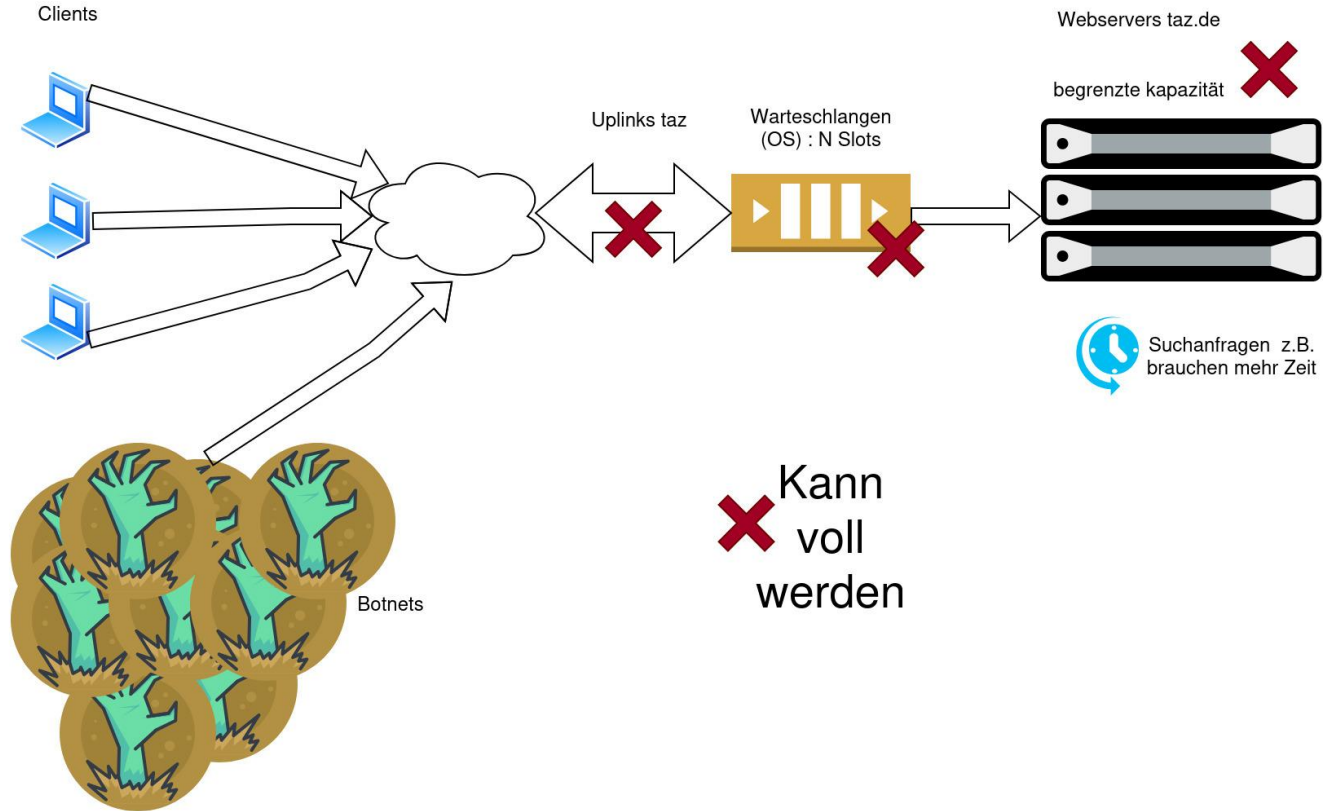 Clients
Webservers taz.de
begrenzte kapazität
Uplinks taz
Warteschlangen
(OS) : N Slots
Suchanfragen z.B.
brauchen mehr Zeit
Kann
voll
werden
Botnets